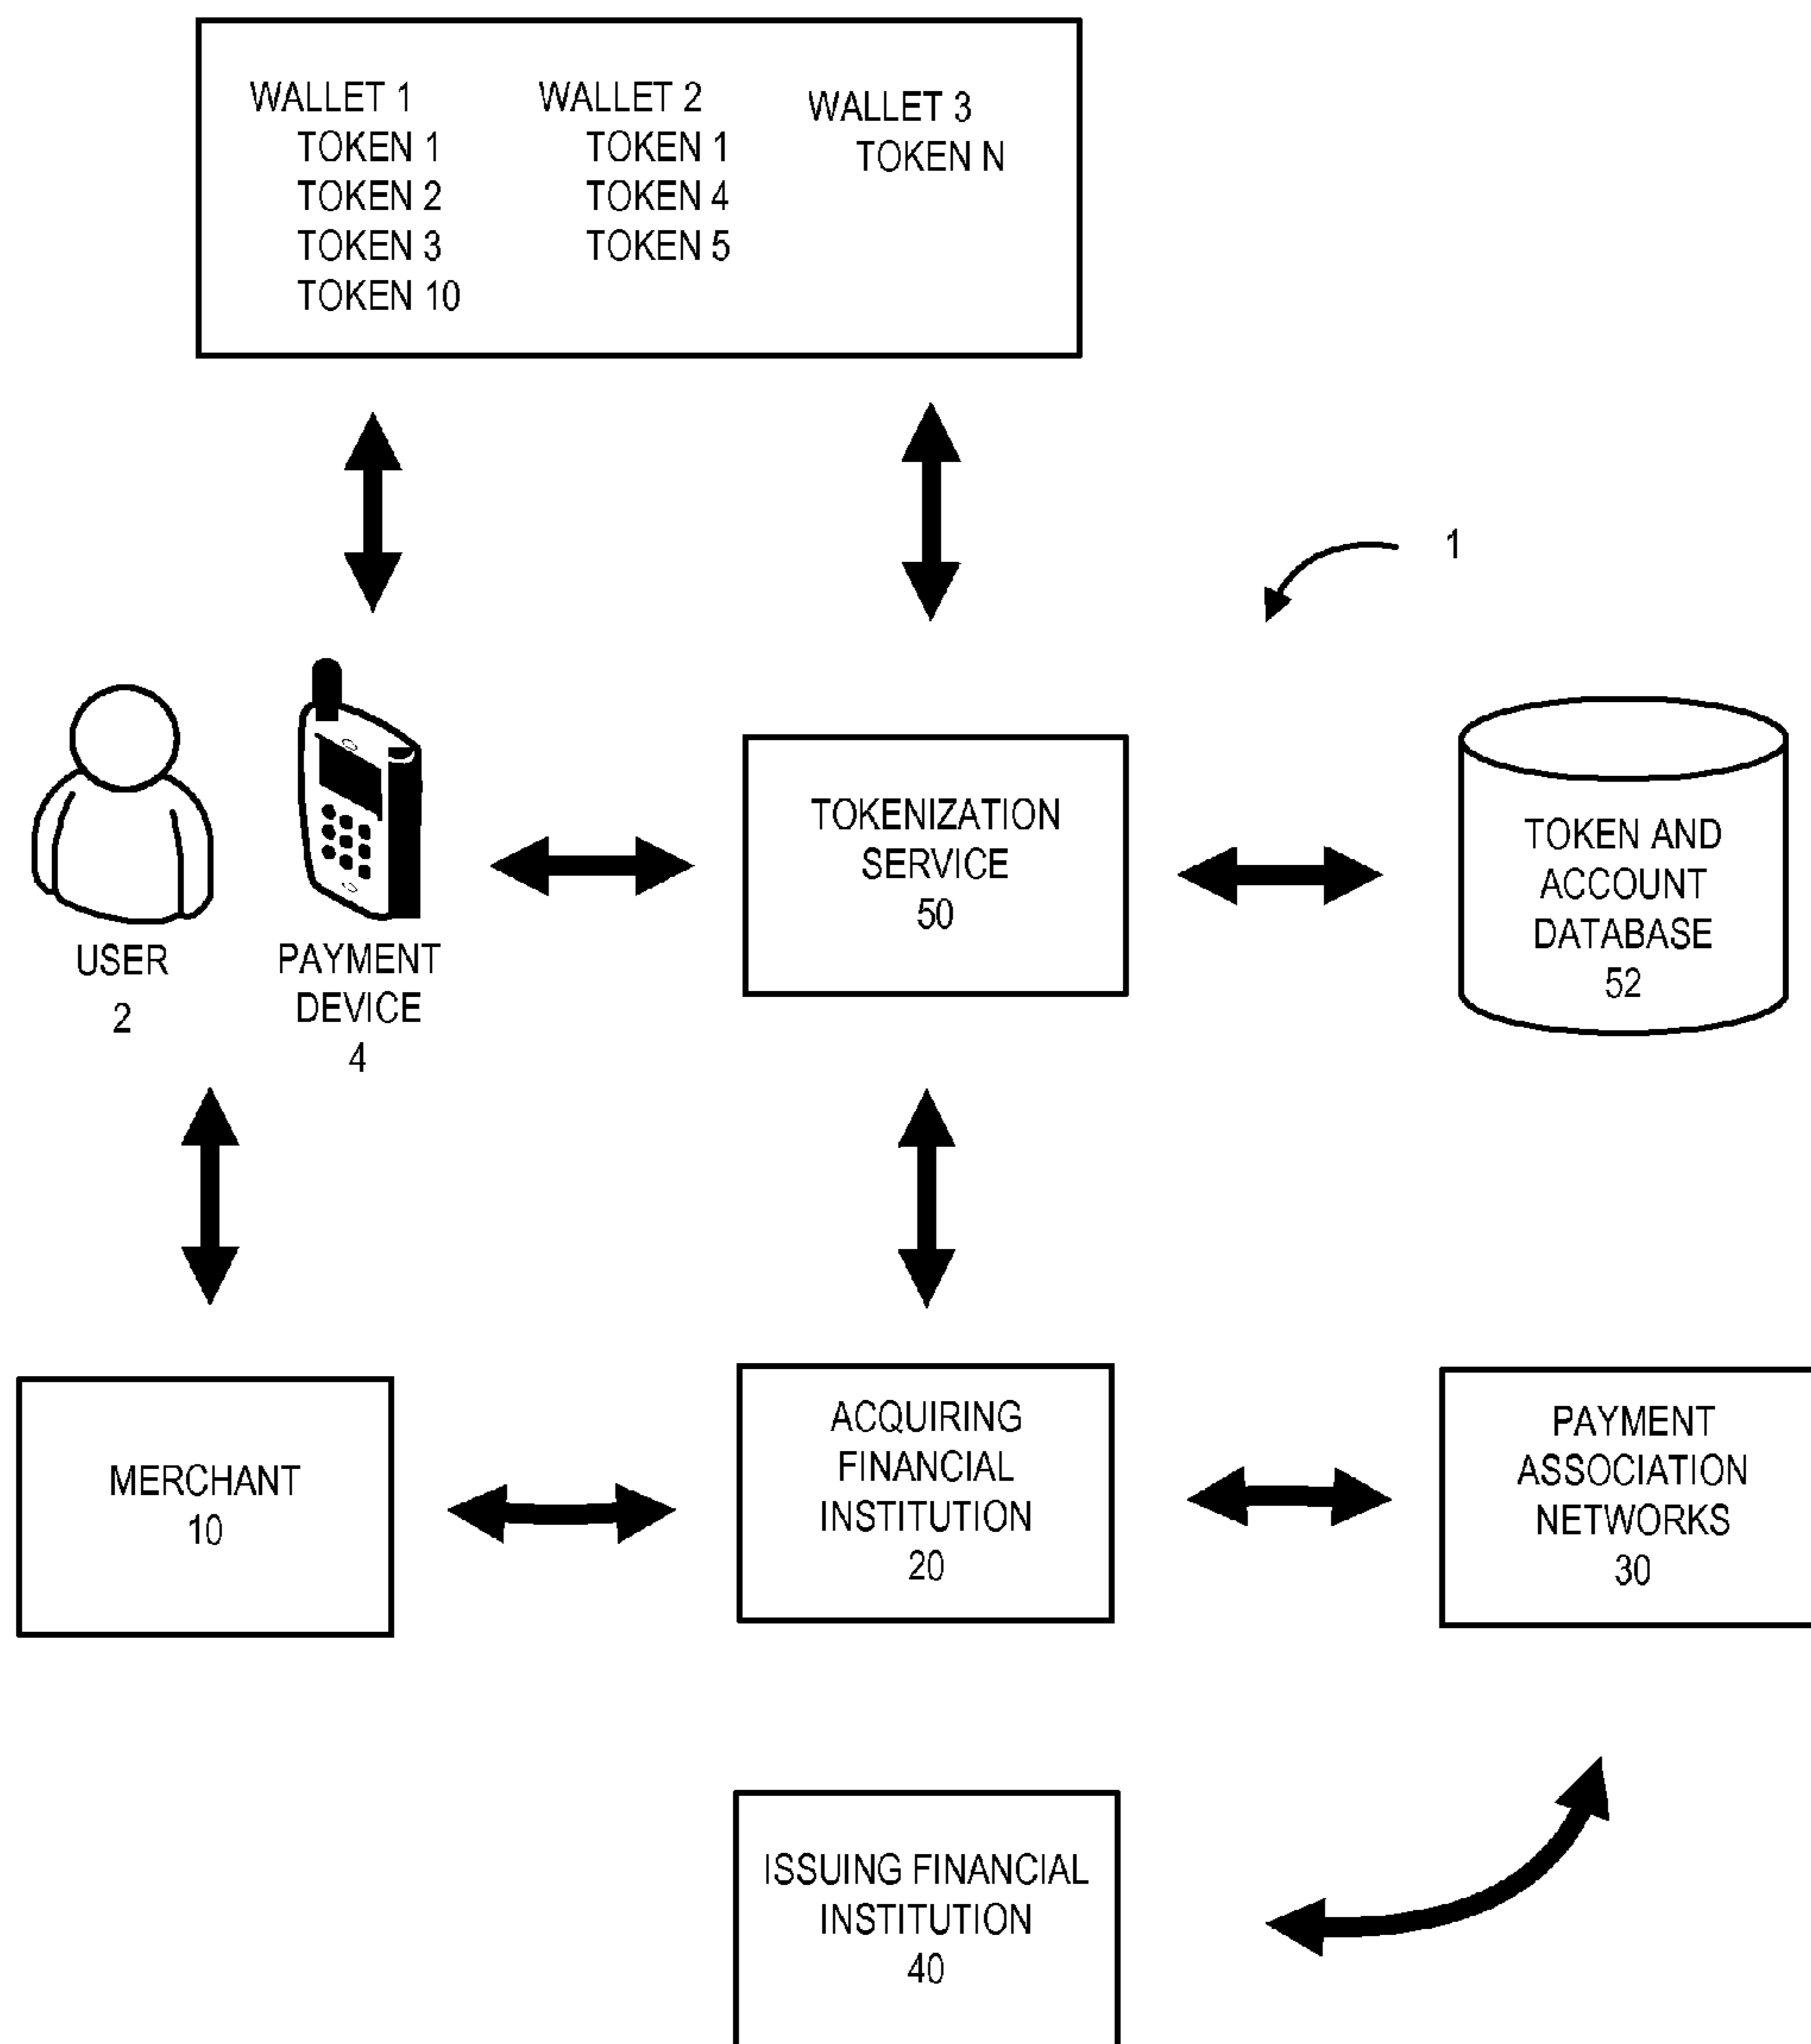 WALLET 1
TOKEN 1
TOKEN 2
TOKEN 3
TOKEN 10
WALLET 2
TOKEN 1
TOKEN 4
TOKEN 5
WALLET 3
TOKEN N
1
USER
2
PAYMENT
DEVICE
4
TOKENIZATION
SERVICE
50
TOKEN AND
ACCOUNT
DATABASE
52
MERCHANT
10
ACQUIRING
FINANCIAL
INSTITUTION
20
PAYMENT
ASSOCIATION
NETWORKS
30
ISSUING FINANCIAL
INSTITUTION
40